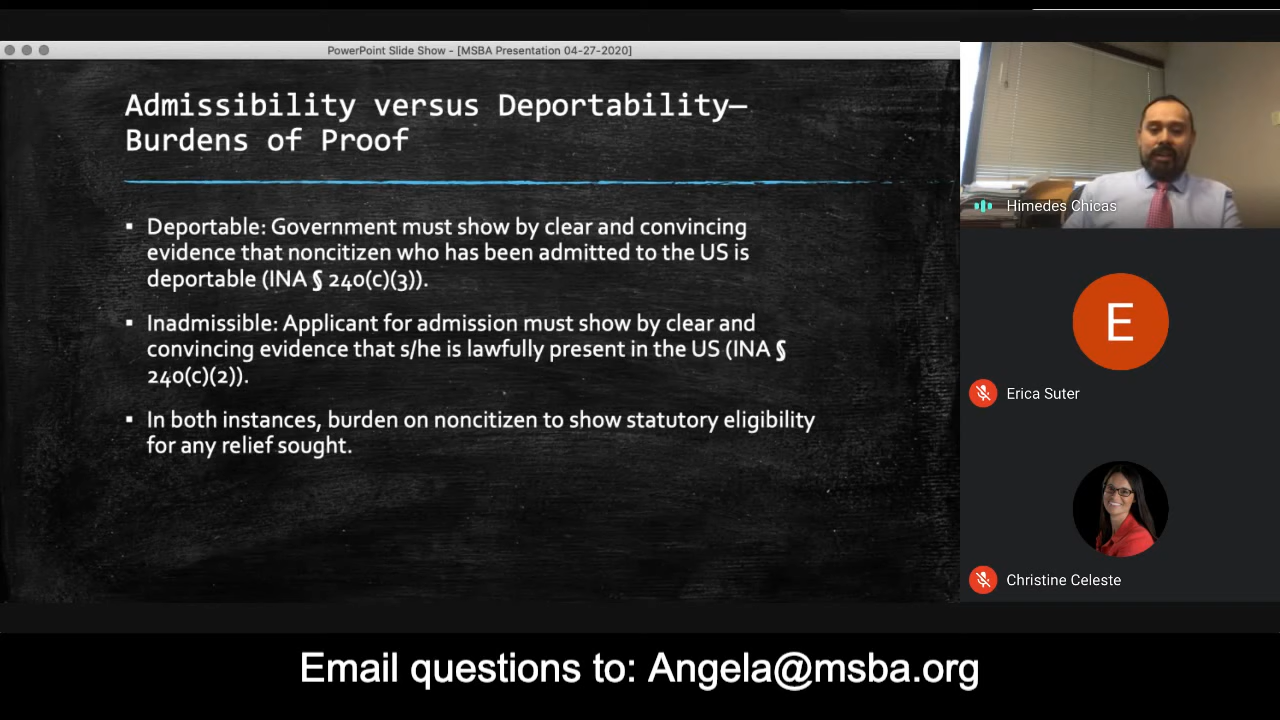 PowerPoint Slide Show - [MSBA Presentation 04-27-2020]
Admissibility versus Deportability—
Burdens of Proof
▪ Deportable: Government must show by clear and convincing
evidence that noncitizen who has been admitted to the US is
deportable (INA § 240(c)(3)).
▪ Inadmissible: Applicant for admission must show by clear and
convincing evidence that s/he is lawfully present in the US (INA §
240(c)(2)).
▪ In both instances, burden on noncitizen to show statutory eligibility
for any relief sought.
Himedes Chicas
E
Erica Suter
Christine Celeste
Email questions to: Angela@msba.org